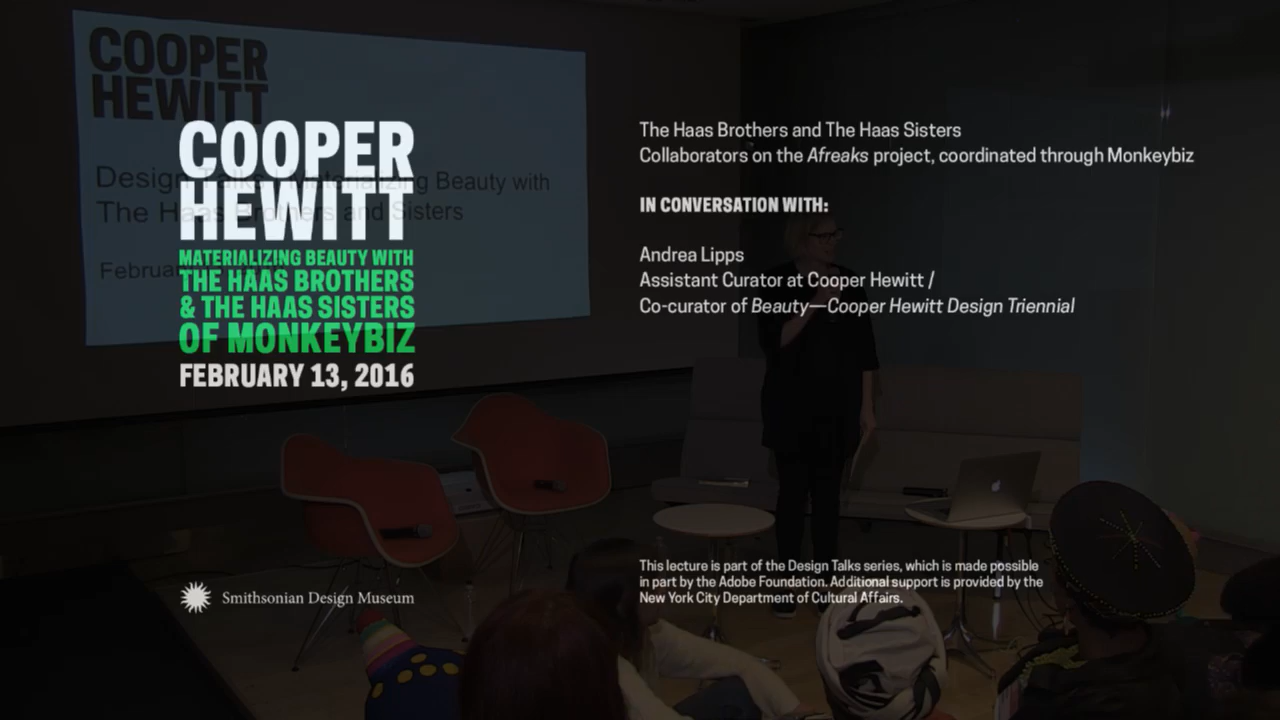 COOPER
HEWITT
Design Talks | Materializing Beauty with
The Haas Brothers and Sisters
Februa
COOPER
HEWITT
MATERIALIZING BEAUTY WITH
THE HAAS BROTHERS
& THE HAAS SISTERS
OF MONKEYBIZ
FEBRUARY 13, 2016
Smithsonian Design Museum
The Haas Brothers and The Haas Sisters
Collaborators on the Afreaks project, coordinated through Monkeybiz
IN CONVERSATION WITH:
Andrea Lipps
Assistant Curator at Cooper Hewitt /
Co-curator of Beauty—Cooper Hewitt Design Triennial
This lecture is part of the Design Talks series, which is made possible
in part by the Adobe Foundation. Additional support is provided by the
New York City Department of Cultural Affairs.